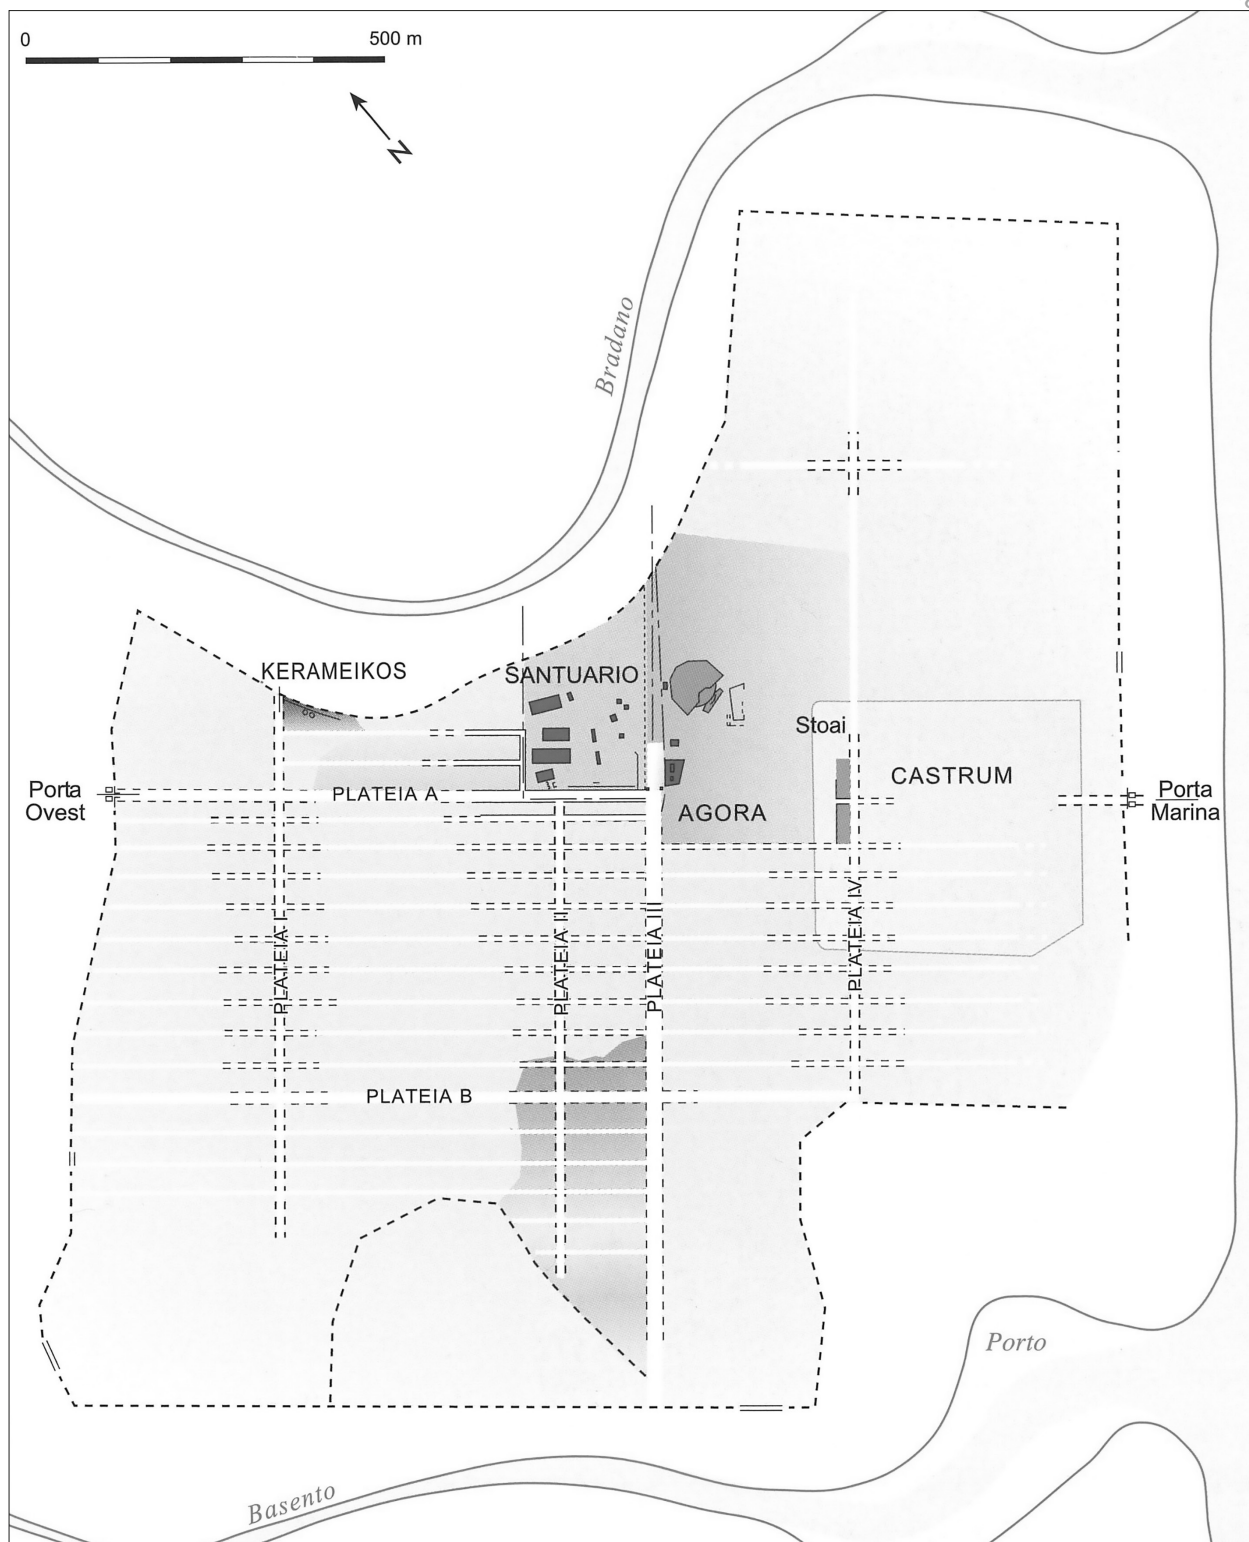 0
500 m
N
Bradano
KERAMEIKOS
SANTUARIO
Stoai
CASTRUM
Porta
Ovest
PLATEIA A
AGORA
Porta
Marina
PLATEIA I
PLATEIA II
PLATEIA III
PLATEIA IV
PLATEIA B
Porto
Basento